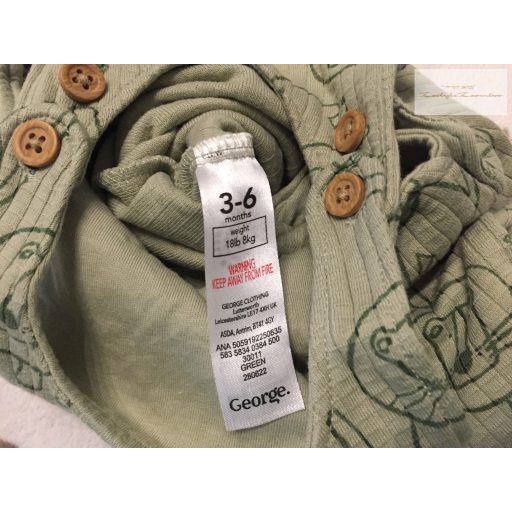 3-6
months
weight
18lb 8kg
WARNING
KEEP AWAY FROM FIRE
GEORGE CLOTHING
Lutterworth
Leicestershire LE17 4XH UK
ASDA, Antrim, BT41 4GY
ANA 5059192250635
583 5834 0384 500
30011
GREEN
280622
George.